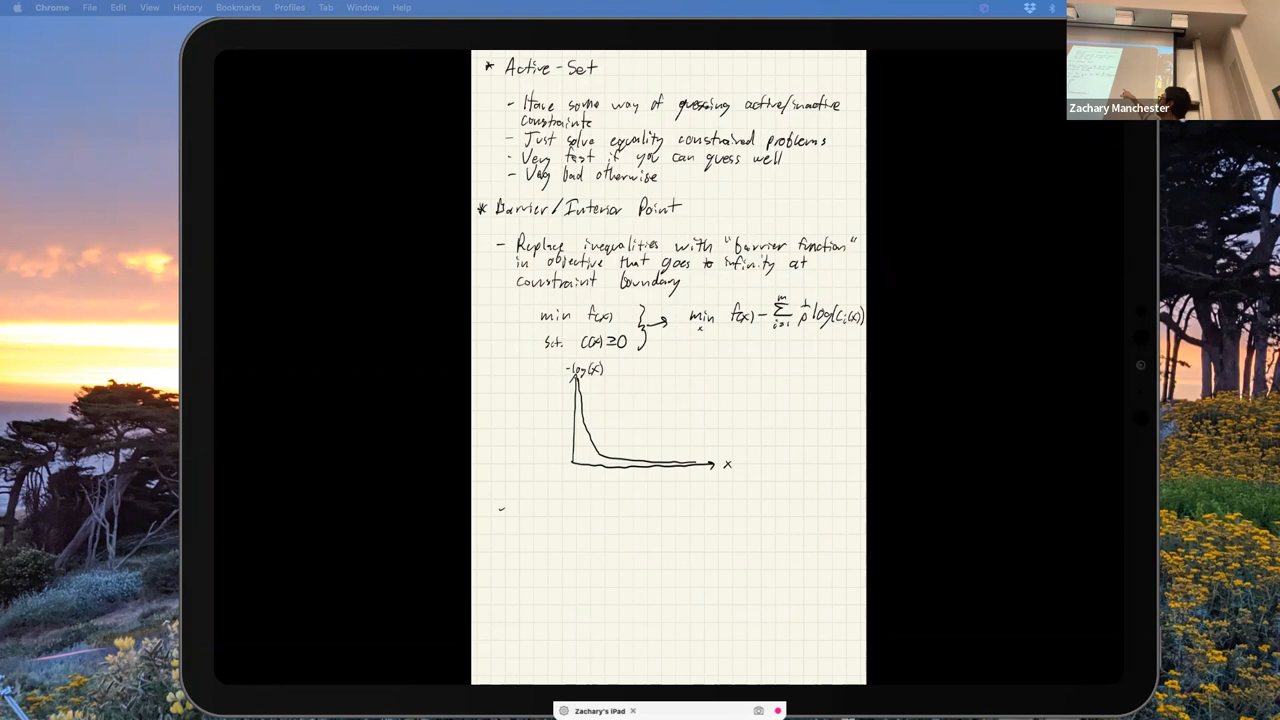 Chrome File Edit View History Bookmarks Profiles Tab Window Help
Zachary Manchester
* Active-Set
- Have some way of guessing active/inactive
constraints
- Just solve equality constrained problems
- Very fast if you can guess well
- Very bad otherwise
* Barrier/Interior Point
- Replace inequalities with "barrier function"
in objective that goes to infinity at
constraint boundary
min f(x) } → min f(x) - Σ 1/ρ log(Cᵢ(x))
x i=1 m
s.t. C(x) ≥ 0
-log(x)
x
Zachary's iPad ×